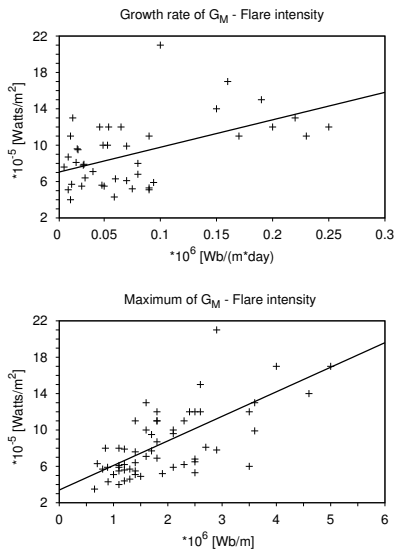 Growth rate of G_M - Flare intensity
22
18
14
10
6
2
*10^-5 [Watts/m^2]
0 0.05 0.1 0.15 0.2 0.25 0.3
*10^6 [Wb/(m*day)
Maximum of G_M - Flare intensity
22
18
14
10
6
2
*10^-5 [Watts/m^2]
0 1 2 3 4 5 6
*10^6 [Wb/m]